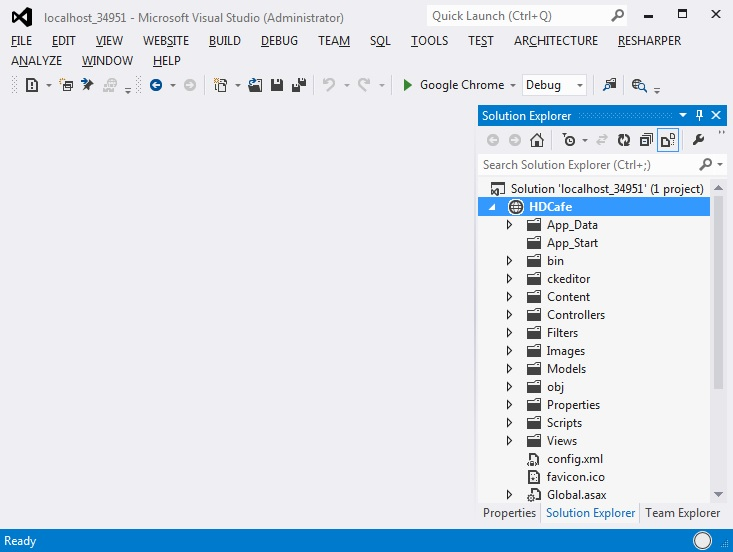 localhost_34951 - Microsoft Visual Studio (Administrator)
Quick Launch (Ctrl+Q)
FILE EDIT VIEW WEBSITE BUILD DEBUG TEAM SQL TOOLS TEST ARCHITECTURE RESHARPER
ANALYZE WINDOW HELP
Google Chrome Debug
Solution Explorer
Search Solution Explorer (Ctrl+;)
Solution 'localhost_34951' (1 project)
HDCafe
App_Data
App_Start
bin
ckeditor
Content
Controllers
Filters
Images
Models
obj
Properties
Scripts
Views
config.xml
favicon.ico
Global.asax
Properties Solution Explorer Team Explorer
Ready